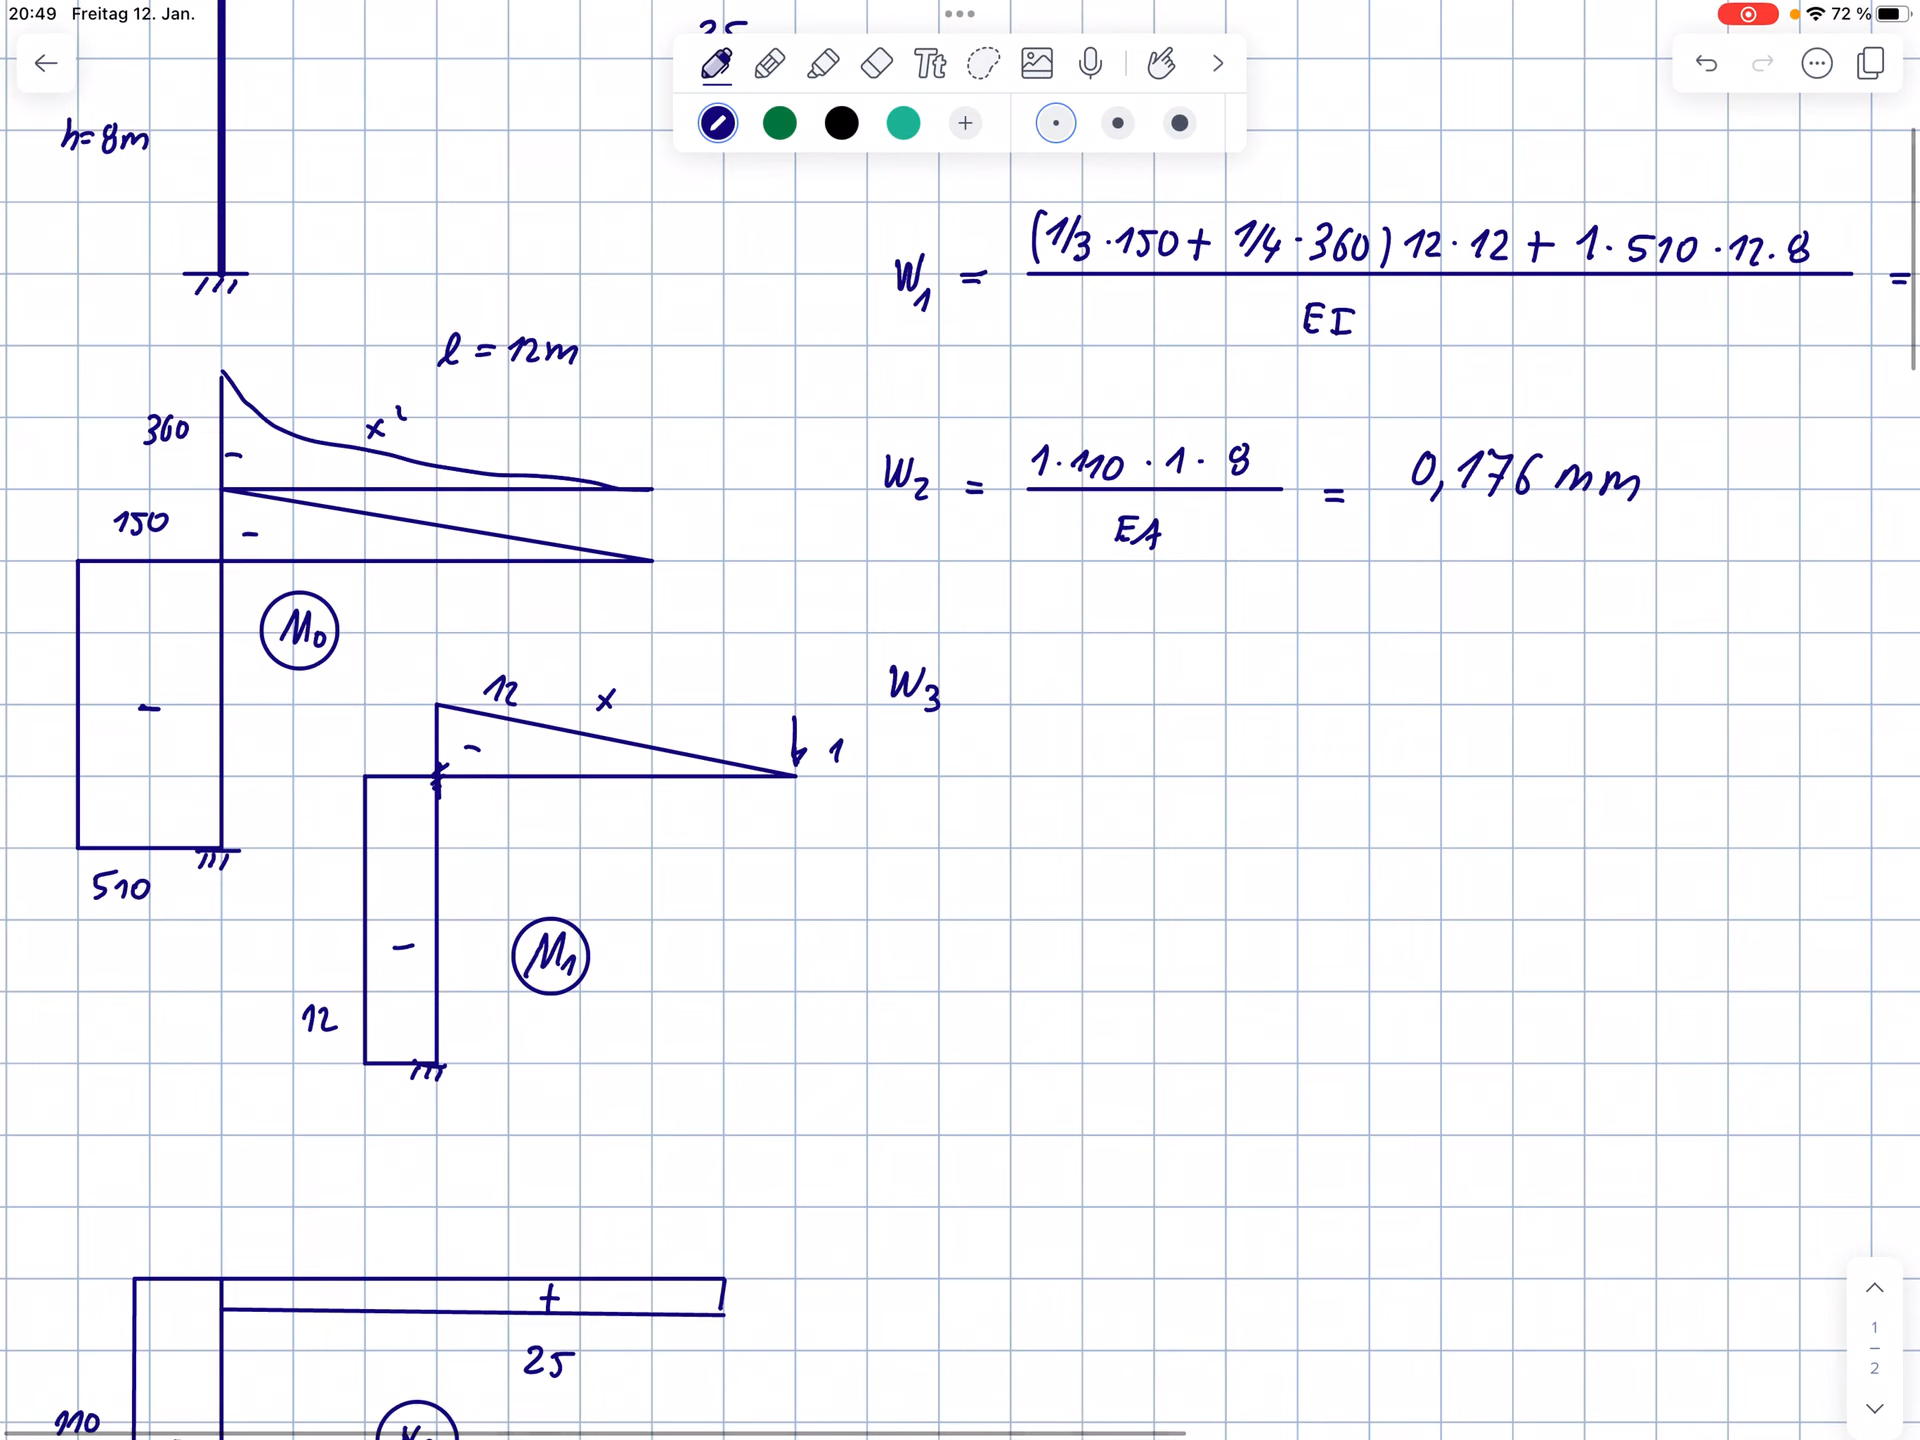 20:49 Freitag 12. Jan.
72 %
25
Tt
h=8m
W₁ = (1/3 · 150 + 1/4 · 360) 12 · 12 + 1 · 510 · 12 · 8 =
EI
l = 12m
360
x²
-
W₂ = 1 · 110 · 1 · 8 = 0,176 mm
EA
150
-
M₀
12 x
W₃
-
-
1
510
M₁
-
12
+
25
110
1
2